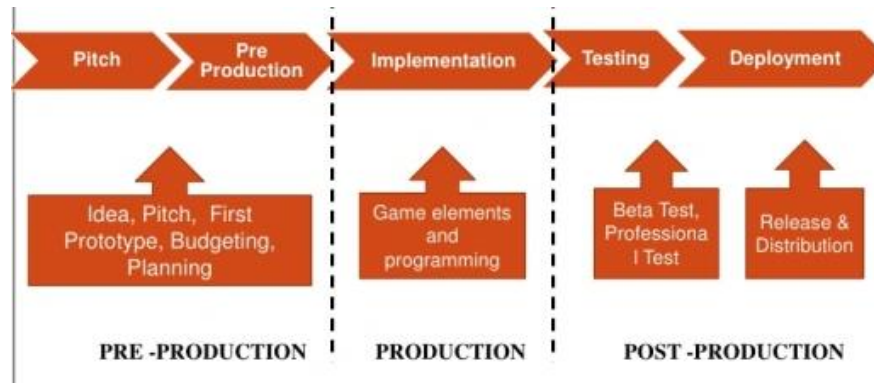 Pitch
Pre
Production
Implementation
Testing
Deployment
Idea, Pitch, First
Prototype, Budgeting,
Planning
Game elements
and
programming
Beta Test,
Professiona
l Test
Release &
Distribution
PRE -PRODUCTION
PRODUCTION
POST -PRODUCTION